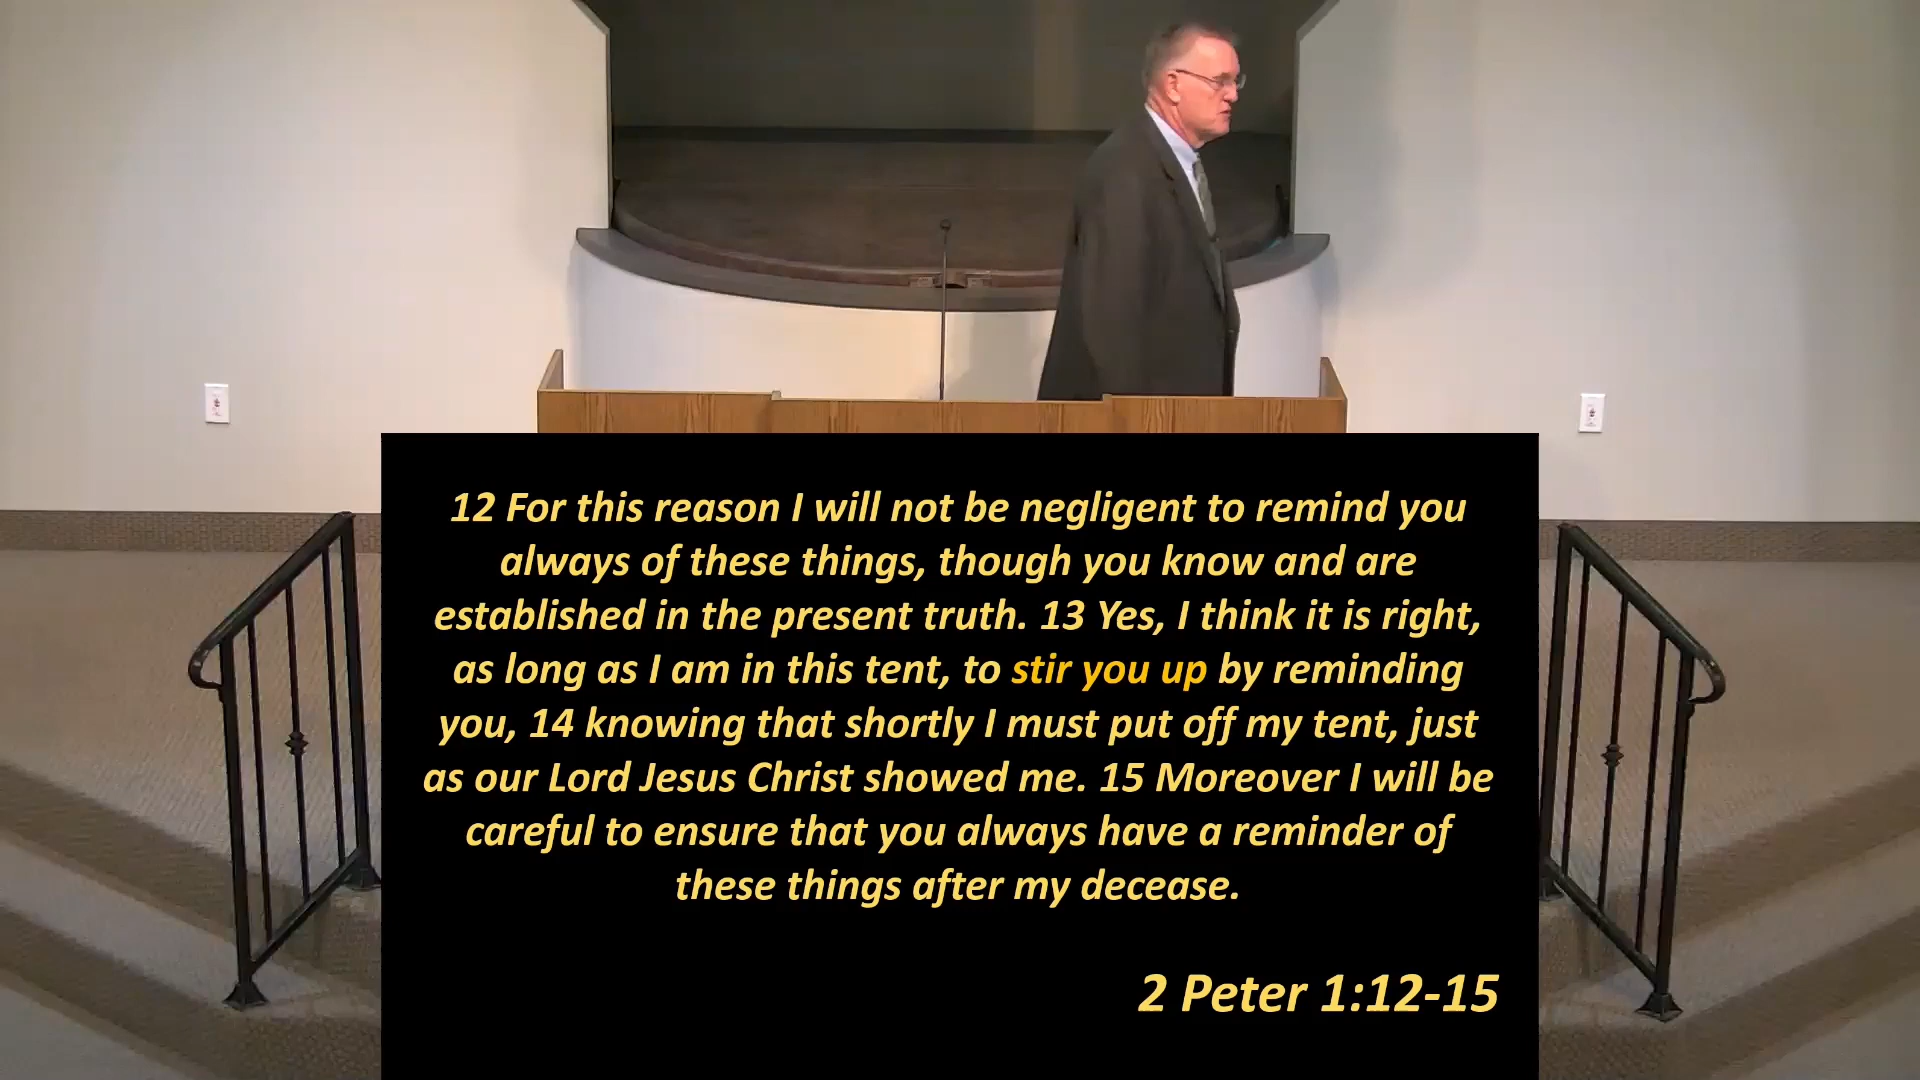 12 For this reason I will not be negligent to remind you
always of these things, though you know and are
established in the present truth. 13 Yes, I think it is right,
as long as I am in this tent, to stir you up by reminding
you, 14 knowing that shortly I must put off my tent, just
as our Lord Jesus Christ showed me. 15 Moreover I will be
careful to ensure that you always have a reminder of
these things after my decease.
2 Peter 1:12-15